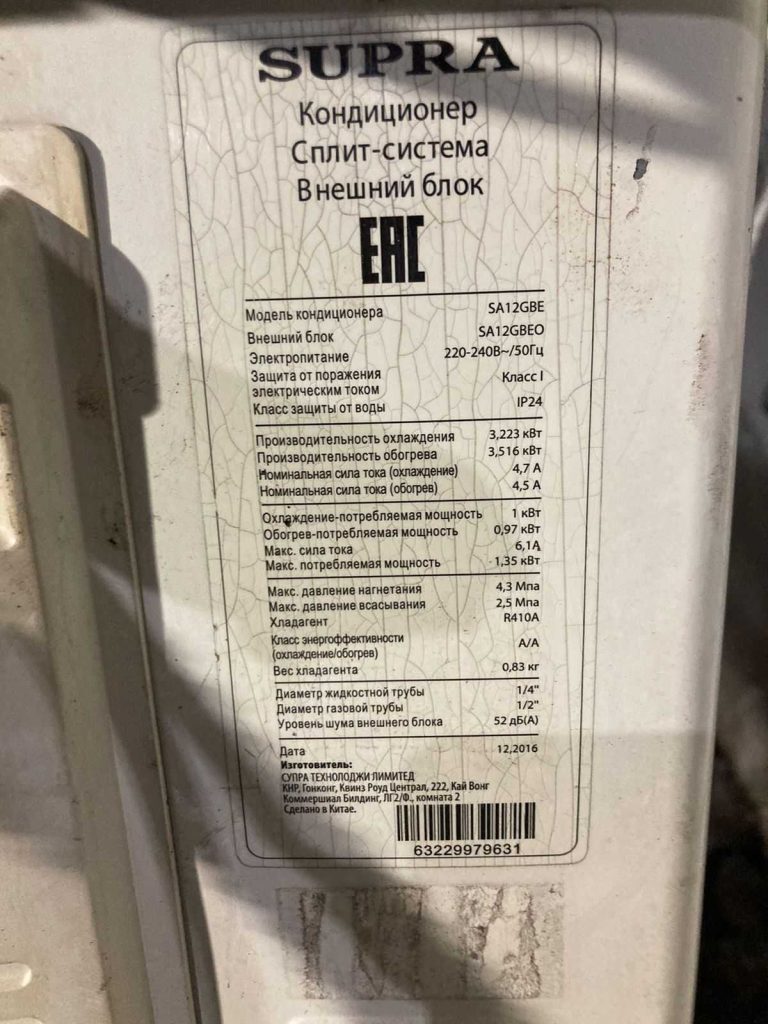 SUPRA
Кондиционер
Сплит-система
Внешний блок
EAC
Модель кондиционера SA12GBE
Внешний блок SA12GBEO
Электропитание 220-240В~/50Гц
Защита от поражения
электрическим током Класс I
Класс защиты от воды IP24
Производительность охлаждения 3,223 кВт
Производительность обогрева 3,516 кВт
Номинальная сила тока (охлаждение) 4,7 А
Номинальная сила тока (обогрев) 4,5 А
Охлаждение-потребляемая мощность 1 кВт
Обогрев-потребляемая мощность 0,97 кВт
Макс. сила тока 6,1А
Макс. потребляемая мощность 1,35 кВт
Макс. давление нагнетания 4,3 Мпа
Макс. давление всасывания 2,5 Мпа
Хладагент R410A
Класс энергоэффективности
(охлаждение/обогрев) А/А
Вес хладагента 0,83 кг
Диаметр жидкостной трубы 1/4"
Диаметр газовой трубы 1/2"
Уровень шума внешнего блока 52 дБ(А)
Дата 12,2016
Изготовитель:
СУПРА ТЕХНОЛОДЖИ ЛИМИТЕД
КНР, Гонконг, Квинз Роуд Централ, 222, Кай Вонг
Коммершиал Билдинг, ЛГ2/Ф., комната 2
Сделано в Китае.
63229979631